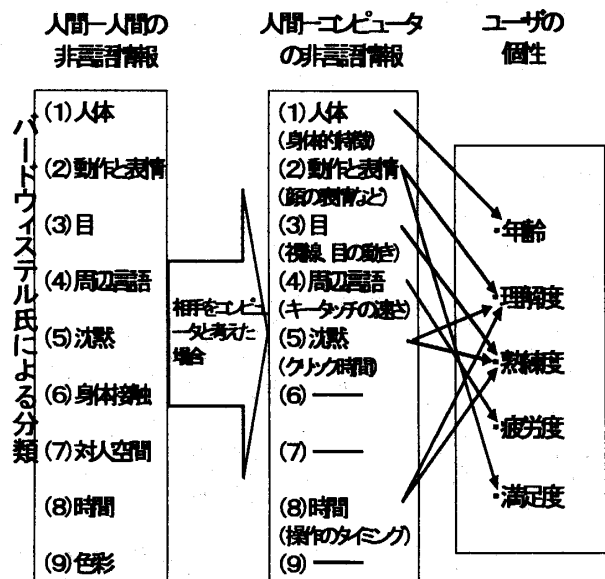 人間―人間の
非言語情報
バードウィステル氏による分類
(1)人体
(2)動作と表情
(3)目
(4)周辺言語
(5)沈黙
(6)身体接触
(7)対人空間
(8)時間
(9)色彩
相手をコンピュ
ータと考えた
場合
人間―コンピュータ
の非言語情報
(1)人体
(身体的特徴)
(2)動作と表情
(顔の表情など)
(3)目
(視線、目の動き)
(4)周辺言語
(キータッチの速さ)
(5)沈黙
(クリック時間)
(6)――
(7)――
(8)時間
(操作のタイミング)
(9)――
ユーザの
個性
・年齢
・理解度
・熟練度
・疲労度
・満足度